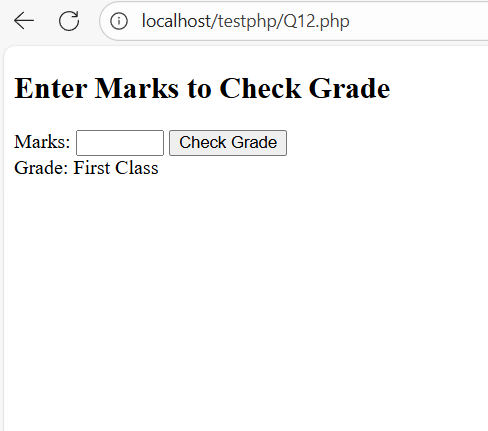 localhost/testphp/Q12.php
Enter Marks to Check Grade
Marks: Check Grade
Grade: First Class